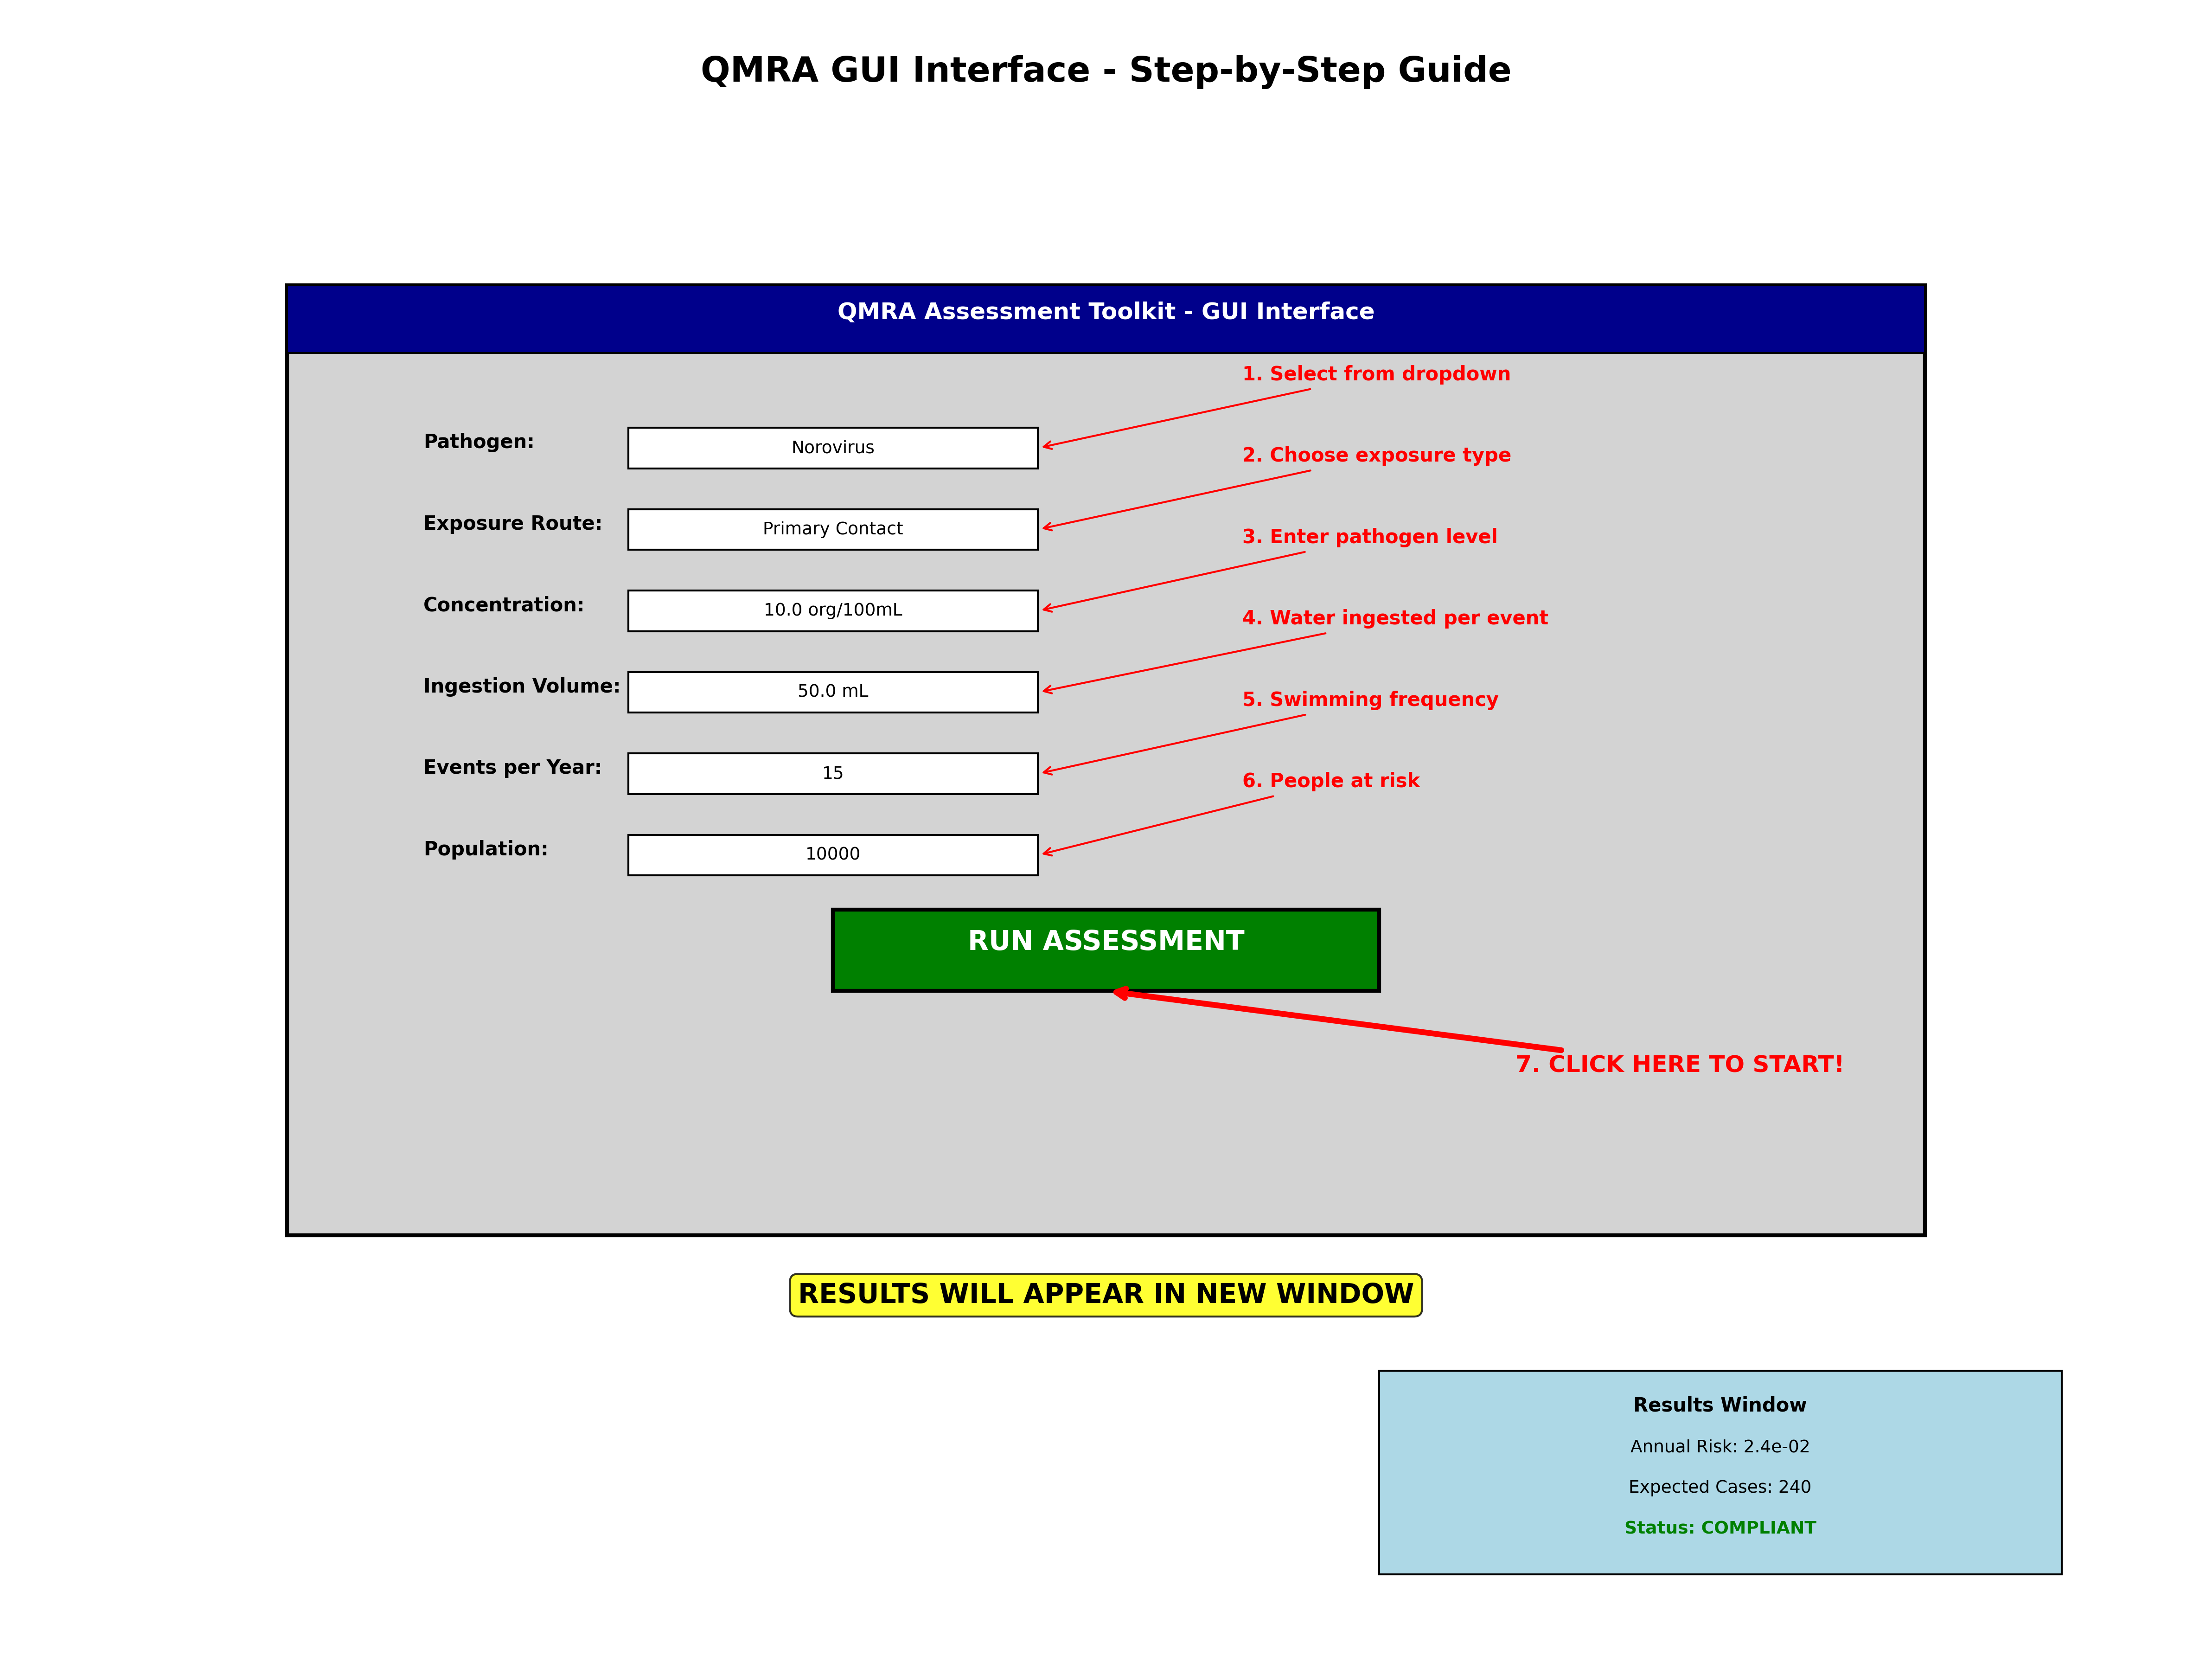 QMRA GUI Interface - Step-by-Step Guide
QMRA Assessment Toolkit - GUI Interface
1. Select from dropdown
Pathogen: Norovirus
2. Choose exposure type
Exposure Route: Primary Contact
3. Enter pathogen level
Concentration: 10.0 org/100mL
4. Water ingested per event
Ingestion Volume: 50.0 mL
5. Swimming frequency
Events per Year: 15
6. People at risk
Population: 10000
RUN ASSESSMENT
7. CLICK HERE TO START!
RESULTS WILL APPEAR IN NEW WINDOW
Results Window
Annual Risk: 2.4e-02
Expected Cases: 240
Status: COMPLIANT